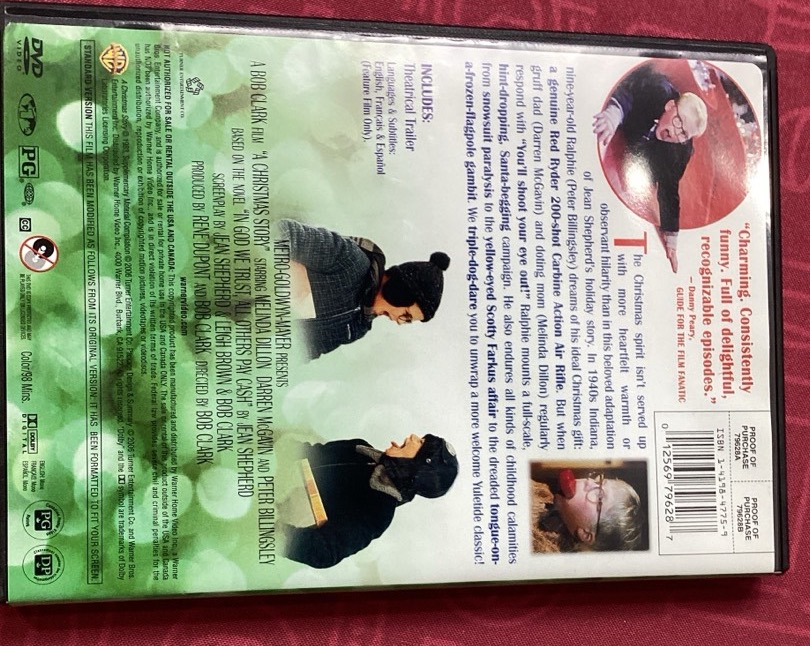 "Charming. Consistently
funny. Full of delightful,
recognizable episodes."
– Danny Peary,
GUIDE FOR THE FILM FANATIC
PROOF OF
PURCHASE
79628A
PROOF OF
PURCHASE
79628B
ISBN 1-4198-4775-9
0 12569 79628 7
The Christmas spirit isn't served up
with more heartfelt warmth or
observant hilarity than in this beloved adaptation
of Jean Shepherd's holiday story. In 1940s Indiana,
nine-year-old Ralphie (Peter Billingsley) dreams of his ideal Christmas gift:
a genuine Red Ryder 200-shot Carbine Action Air Rifle. But when
gruff dad (Darren McGavin) and doting mom (Melinda Dillon) regularly
respond with "You'll shoot your eye out!" Ralphie mounts a full-scale,
hint-dropping, Santa-begging campaign. He also endures all kinds of childhood calamities
from snowsuit paralysis to the yellow-eyed Scotty Farkas affair to the dreaded tongue-on-
a-frozen-flagpole gambit. We triple-dog-dare you to unwrap a more welcome Yuletide classic!
INCLUDES:
Theatrical Trailer
Languages & Subtitles:
English, Français & Español
(Feature Film Only).
METRO-GOLDWYN-MAYER PRESENTS
A BOB CLARK FILM "A CHRISTMAS STORY" STARRING MELINDA DILLON DARREN McGAVIN AND PETER BILLINGSLEY
BASED ON THE NOVEL "IN GOD WE TRUST, ALL OTHERS PAY CASH" BY JEAN SHEPHERD
SCREENPLAY BY JEAN SHEPHERD & LEIGH BROWN & BOB CLARK
PRODUCED BY RENE DUPONT AND BOB CLARK DIRECTED BY BOB CLARK
warnervideo.com
NOT AUTHORIZED FOR SALE OR RENTAL OUTSIDE THE USA AND CANADA:
WB
DVD
VIDEO
PG
CC
Color/98 Mins.
DOLBY
DIGITAL
STANDARD VERSION THIS FILM HAS BEEN MODIFIED AS FOLLOWS FROM ITS ORIGINAL VERSION: IT HAS BEEN FORMATTED TO FIT YOUR SCREEN.